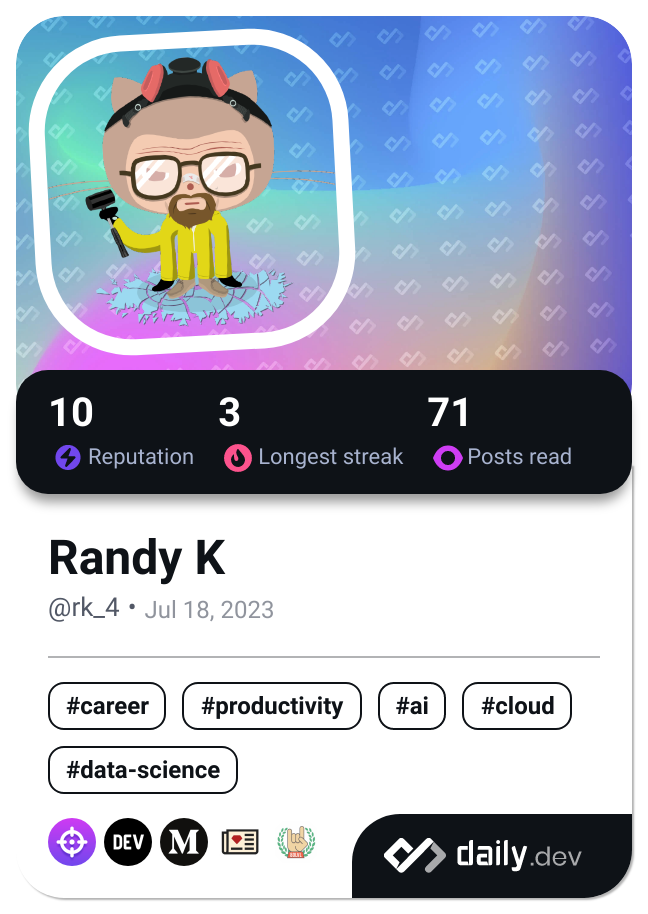 10 3 71
Reputation Longest streak Posts read
Randy K
@rk_4 • Jul 18, 2023
#career #productivity #ai #cloud
#data-science
DEV M
daily.dev